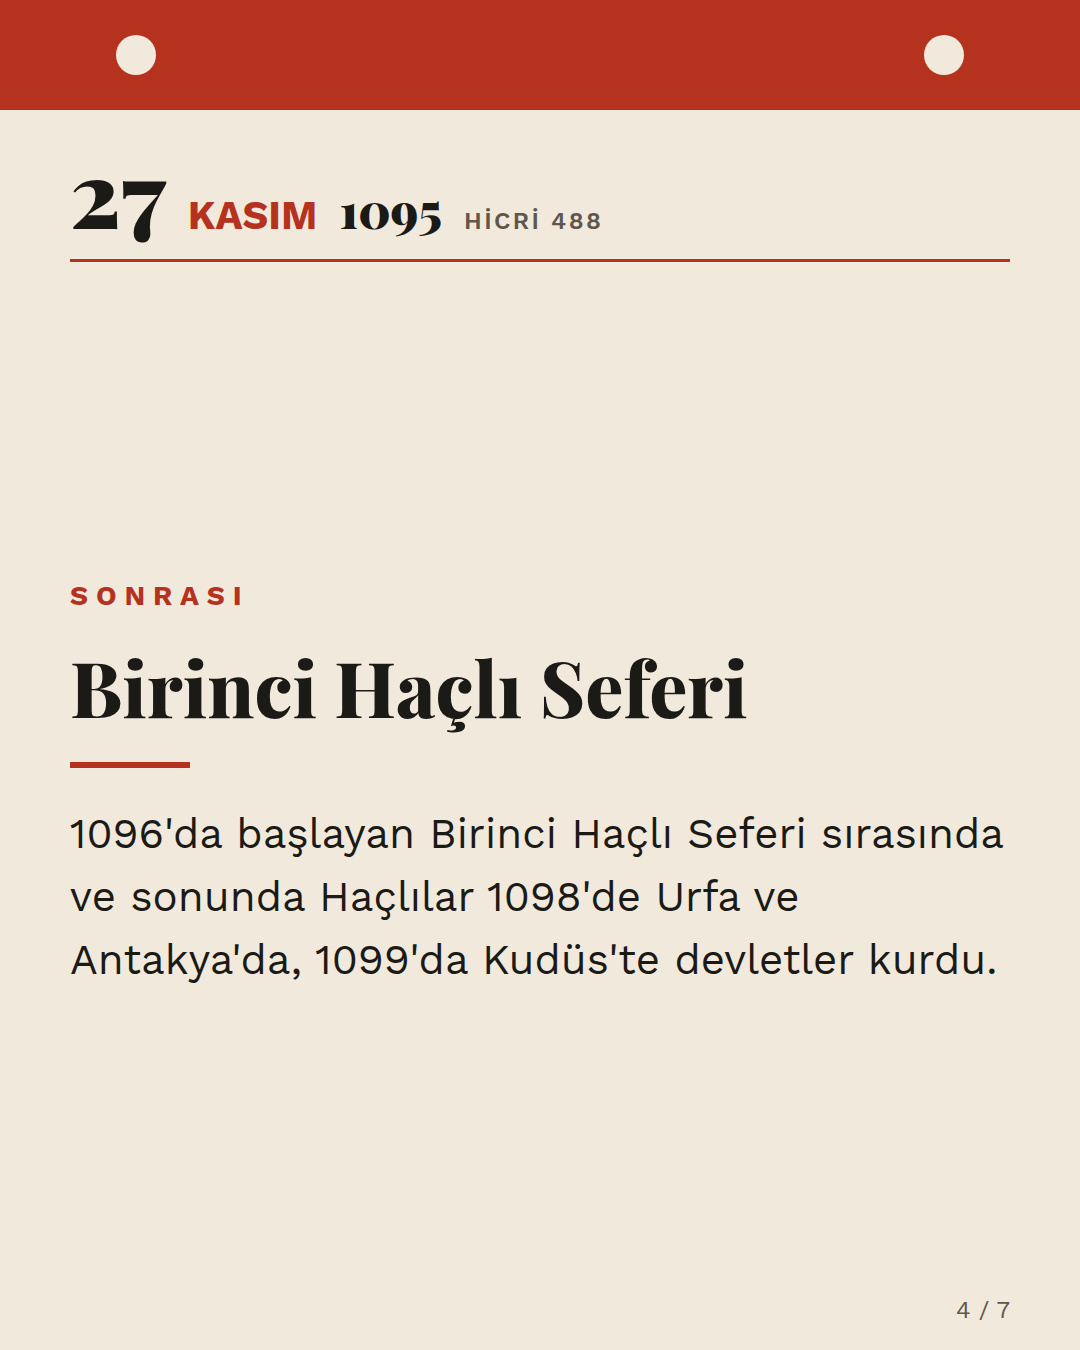 27 KASIM 1095 HİCRİ 488
SONRASI
Birinci Haçlı Seferi
1096'da başlayan Birinci Haçlı Seferi sırasında
ve sonunda Haçlılar 1098'de Urfa ve
Antakya'da, 1099'da Kudüs'te devletler kurdu.
4 / 7